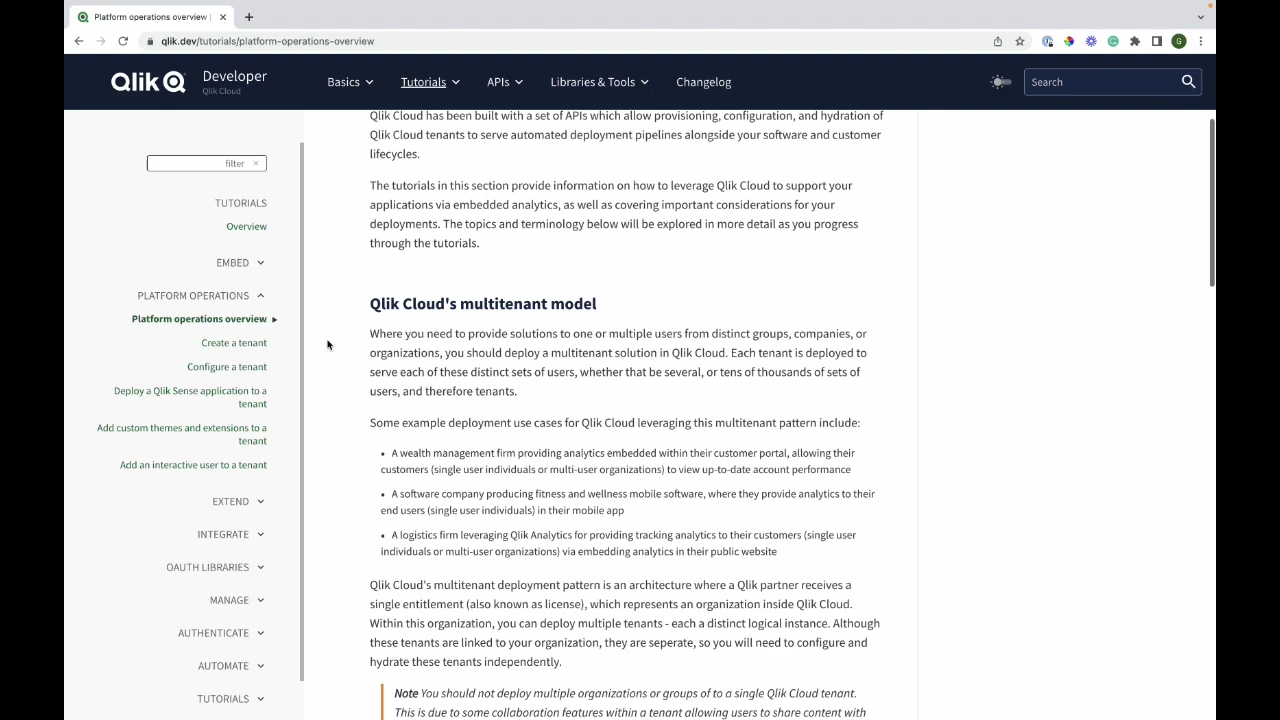 Platform operations overview |
qlik.dev/tutorials/platform-operations-overview
G
Qlik Developer
Qlik Cloud
Basics
Tutorials
APIs
Libraries & Tools
Changelog
Search
filter
TUTORIALS
Overview
EMBED
PLATFORM OPERATIONS
Platform operations overview
Create a tenant
Configure a tenant
Deploy a Qlik Sense application to a
tenant
Add custom themes and extensions to a
tenant
Add an interactive user to a tenant
EXTEND
INTEGRATE
OAUTH LIBRARIES
MANAGE
AUTHENTICATE
AUTOMATE
TUTORIALS
Qlik Cloud has been built with a set of APIs which allow provisioning, configuration, and hydration of
Qlik Cloud tenants to serve automated deployment pipelines alongside your software and customer
lifecycles.
The tutorials in this section provide information on how to leverage Qlik Cloud to support your
applications via embedded analytics, as well as covering important considerations for your
deployments. The topics and terminology below will be explored in more detail as you progress
through the tutorials.
Qlik Cloud's multitenant model
Where you need to provide solutions to one or multiple users from distinct groups, companies, or
organizations, you should deploy a multitenant solution in Qlik Cloud. Each tenant is deployed to
serve each of these distinct sets of users, whether that be several, or tens of thousands of sets of
users, and therefore tenants.
Some example deployment use cases for Qlik Cloud leveraging this multitenant pattern include:
• A wealth management firm providing analytics embedded within their customer portal, allowing their
customers (single user individuals or multi-user organizations) to view up-to-date account performance
• A software company producing fitness and wellness mobile software, where they provide analytics to their
end users (single user individuals) in their mobile app
• A logistics firm leveraging Qlik Analytics for providing tracking analytics to their customers (single user
individuals or multi-user organizations) via embedding analytics in their public website
Qlik Cloud's multitenant deployment pattern is an architecture where a Qlik partner receives a
single entitlement (also known as license), which represents an organization inside Qlik Cloud.
Within this organization, you can deploy multiple tenants - each a distinct logical instance. Although
these tenants are linked to your organization, they are seperate, so you will need to configure and
hydrate these tenants independently.
Note You should not deploy multiple organizations or groups of to a single Qlik Cloud tenant.
This is due to some collaboration features within a tenant allowing users to share content with